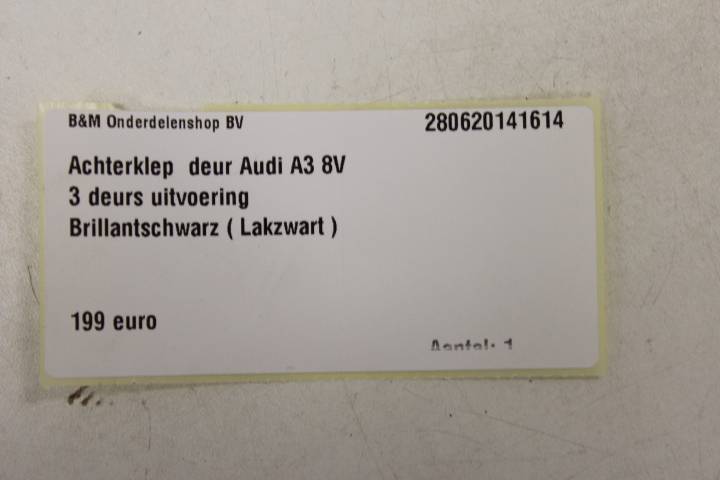 B&M Onderdelenshop BV
280620141614
Achterklep deur Audi A3 8V
3 deurs uitvoering
Brillantschwarz ( Lakzwart )
199 euro
Aantal: 1